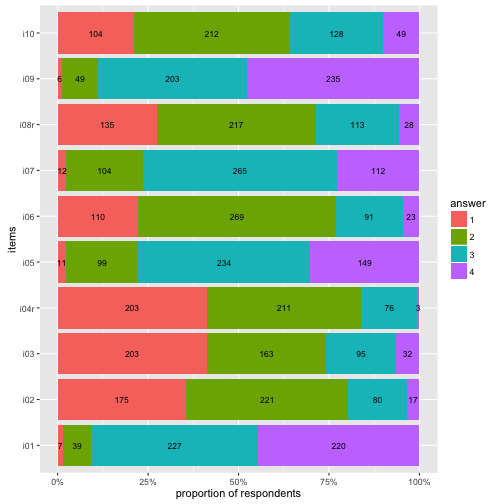 items
i10 104 212 128 49
i09 6 49 203 235
i08r 135 217 113 28
i07 12 104 265 112
i06 110 269 91 23
i05 11 99 234 149
i04r 203 211 76 3
i03 203 163 95 32
i02 175 221 80 17
i01 7 39 227 220
0% 25% 50% 75% 100%
proportion of respondents
answer
1
2
3
4